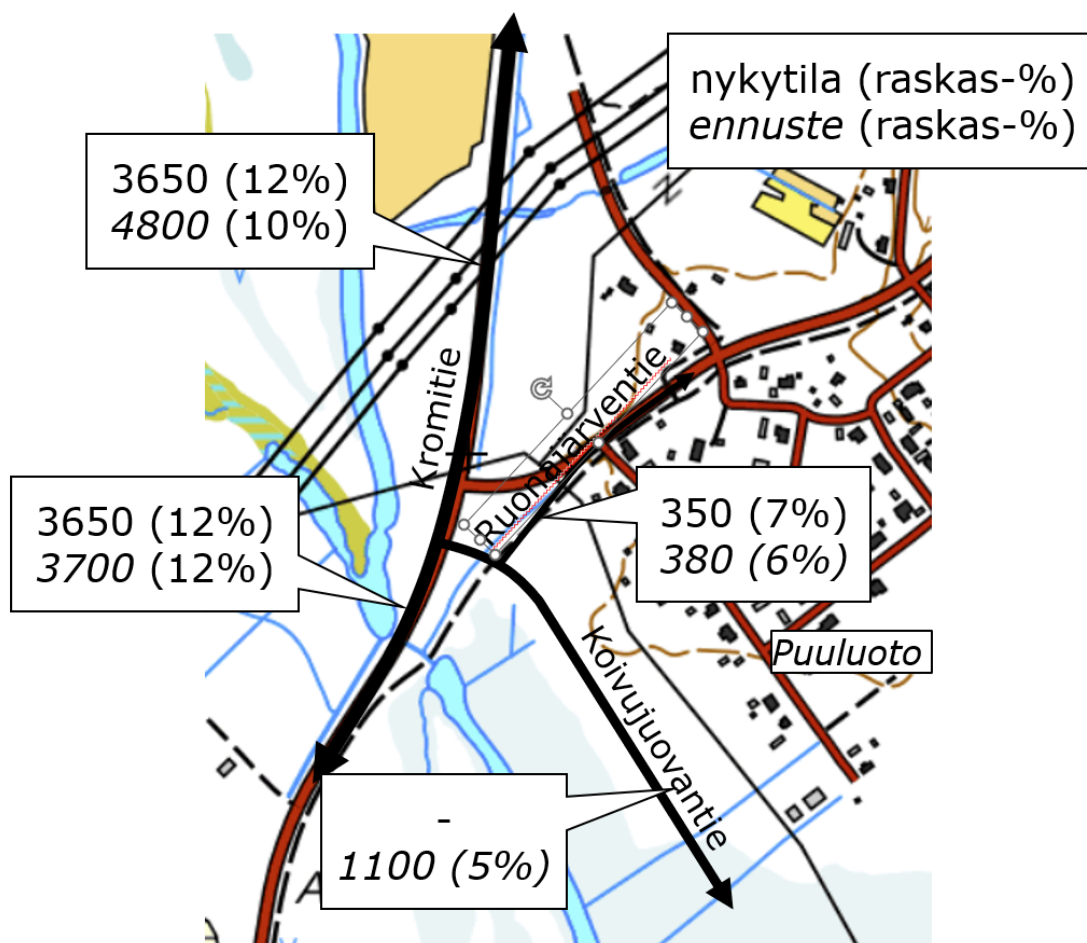 nykytila (raskas-%)
ennuste (raskas-%)
3650 (12%)
4800 (10%)
Kromitie
Ruonajärventie
3650 (12%)
3700 (12%)
350 (7%)
380 (6%)
Puuluoto
Koivujuovantie
-
1100 (5%)
A